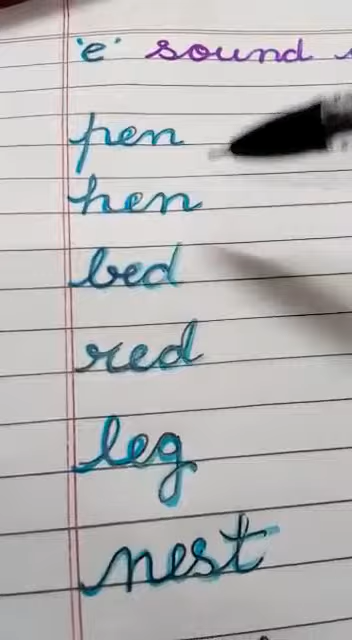 'e' sound
pen
hen
bed
red
leg
nest